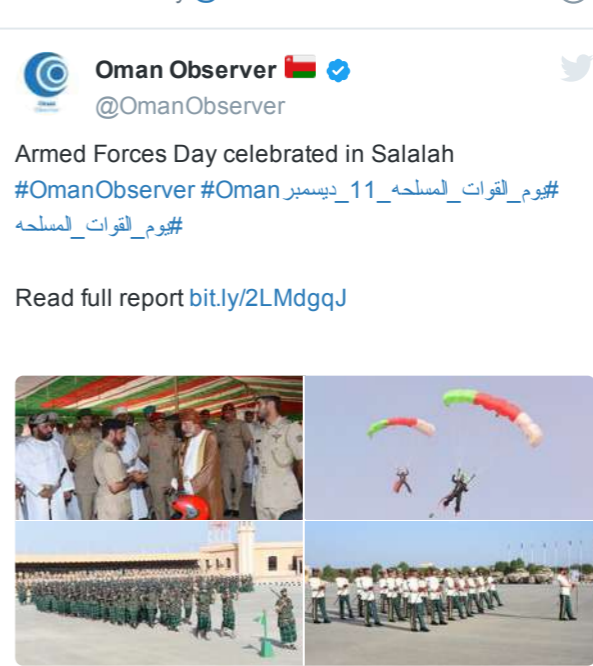 Oman Observer
@OmanObserver
Armed Forces Day celebrated in Salalah
#OmanObserver #Oman #يوم_القوات_المسلحه_11_ديسمبر
#يوم_القوات_المسلحه
Read full report bit.ly/2LMdgqJ